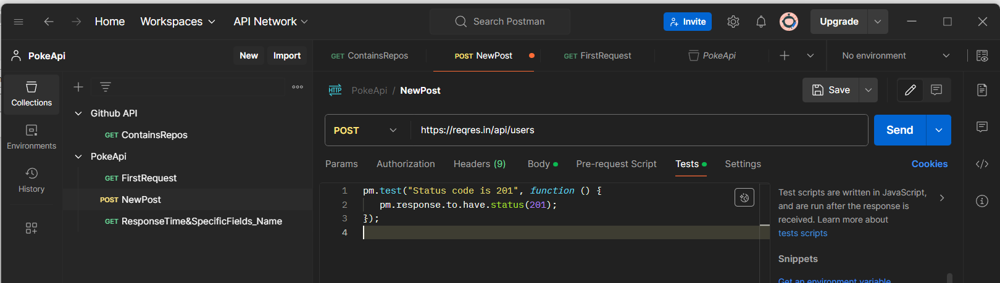 Home Workspaces API Network Search Postman Invite Upgrade
PokeApi New Import
GET ContainsRepos POST NewPost GET FirstRequest PokeApi No environment
Collections
Environments
History
Github API
GET ContainsRepos
PokeApi
GET FirstRequest
POST NewPost
GET ResponseTime&SpecificFields_Name
HTTP PokeApi / NewPost Save
POST https://reqres.in/api/users Send
Params Authorization Headers (9) Body Pre-request Script Tests Settings Cookies
1 pm.test("Status code is 201", function () {
2 pm.response.to.have.status(201);
3 });
4
Test scripts are written in JavaScript,
and are run after the response is
received. Learn more about
tests scripts
Snippets
Get an environment variable